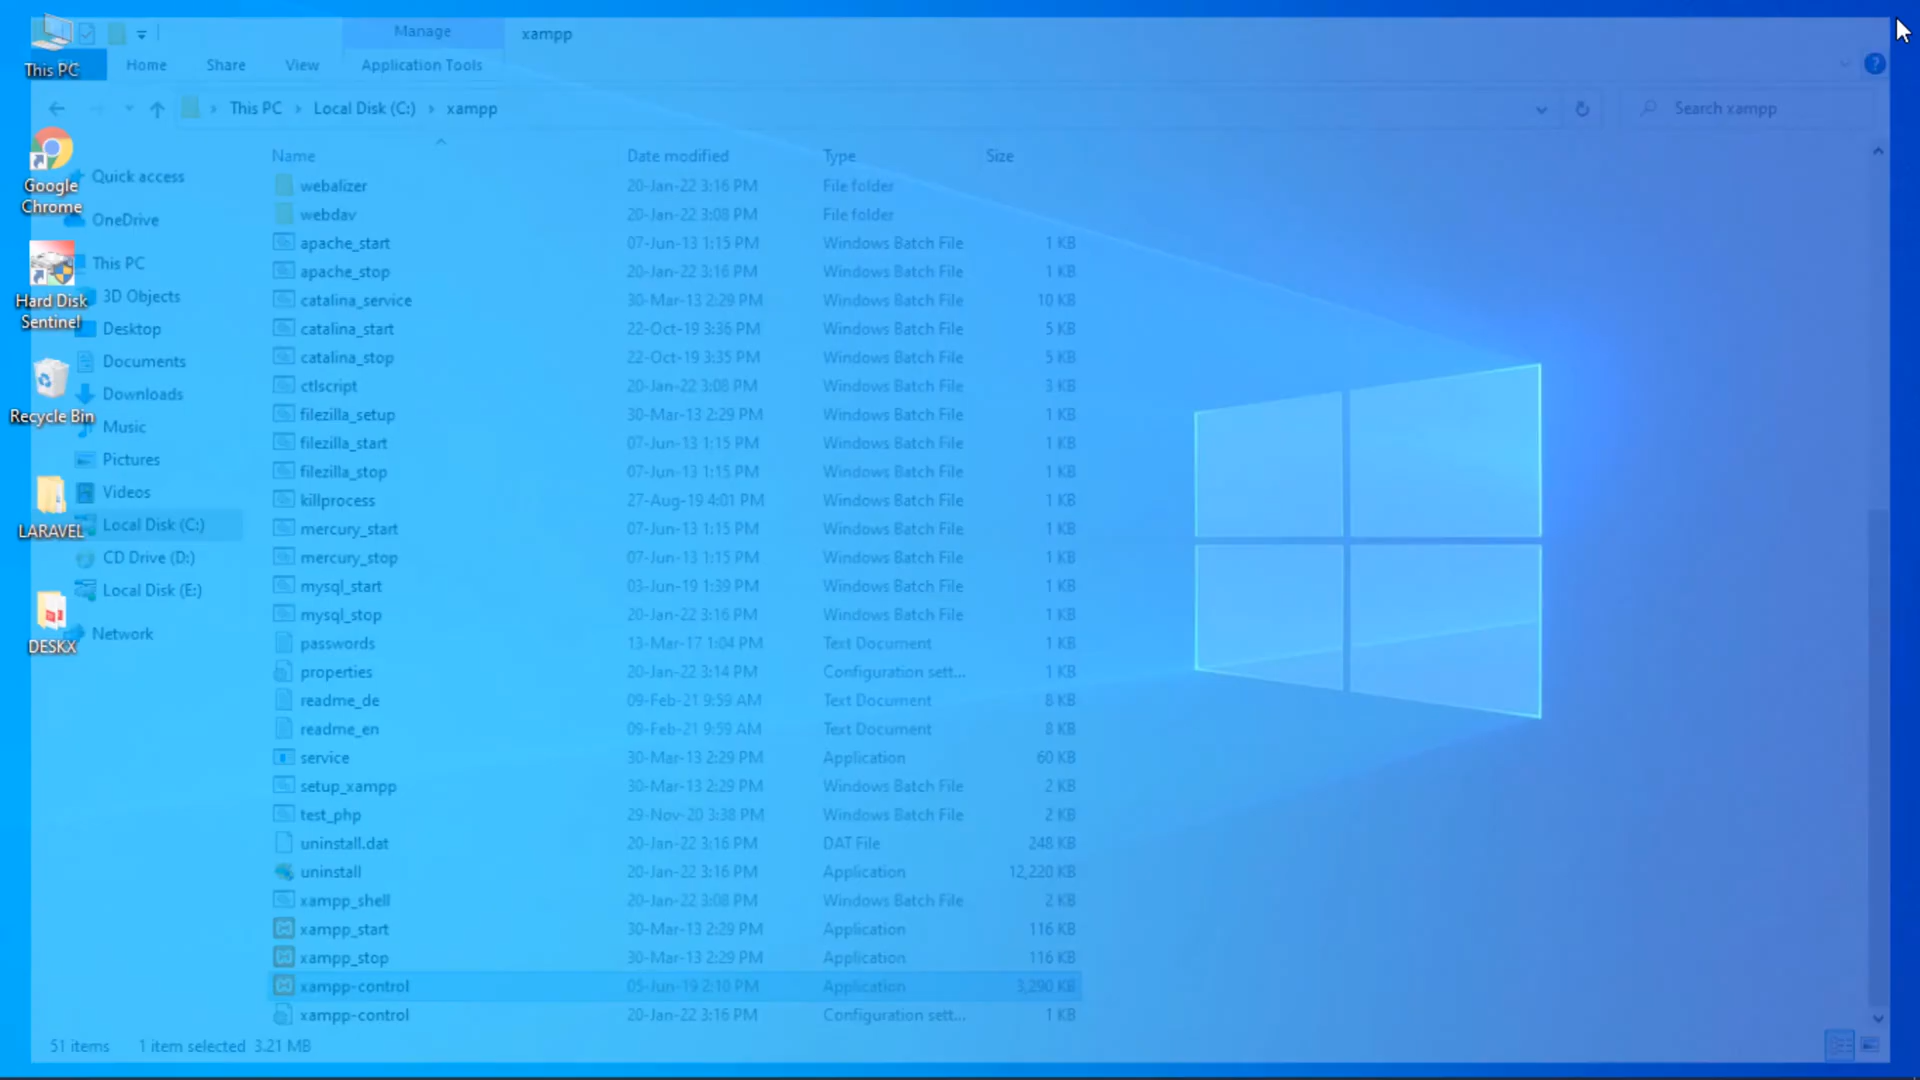 Manage
xampp
This PC
Home
Share
View
Application Tools
This PC
Local Disk (C:)
xampp
Search xampp
Name
Date modified
Type
Size
Google Chrome
Quick access
OneDrive
This PC
3D Objects
Hard Disk
Sentinel
Desktop
Documents
Downloads
Recycle Bin
Music
Pictures
Videos
LARAVEL
Local Disk (C:)
CD Drive (D:)
Local Disk (E:)
Network
DESKX
webalizer 20-Jan-22 3:16 PM File folder
webdav 20-Jan-22 3:08 PM File folder
apache_start 07-Jun-13 1:15 PM Windows Batch File 1 KB
apache_stop 20-Jan-22 3:16 PM Windows Batch File 1 KB
catalina_service 30-Mar-13 2:29 PM Windows Batch File 10 KB
catalina_start 22-Oct-19 3:36 PM Windows Batch File 5 KB
catalina_stop 22-Oct-19 3:35 PM Windows Batch File 5 KB
ctlscript 20-Jan-22 3:08 PM Windows Batch File 3 KB
filezilla_setup 30-Mar-13 2:29 PM Windows Batch File 1 KB
filezilla_start 07-Jun-13 1:15 PM Windows Batch File 1 KB
filezilla_stop 07-Jun-13 1:15 PM Windows Batch File 1 KB
killprocess 27-Aug-19 4:01 PM Windows Batch File 1 KB
mercury_start 07-Jun-13 1:15 PM Windows Batch File 1 KB
mercury_stop 07-Jun-13 1:15 PM Windows Batch File 1 KB
mysql_start 03-Jun-19 1:39 PM Windows Batch File 1 KB
mysql_stop 20-Jan-22 3:16 PM Windows Batch File 1 KB
passwords 13-Mar-17 1:04 PM Text Document 1 KB
properties 20-Jan-22 3:14 PM Configuration sett... 1 KB
readme_de 09-Feb-21 9:59 AM Text Document 8 KB
readme_en 09-Feb-21 9:59 AM Text Document 8 KB
service 30-Mar-13 2:29 PM Application 60 KB
setup_xampp 30-Mar-13 2:29 PM Windows Batch File 2 KB
test_php 29-Nov-20 3:38 PM Windows Batch File 2 KB
uninstall.dat 20-Jan-22 3:16 PM DAT File 248 KB
uninstall 20-Jan-22 3:16 PM Application 12,220 KB
xampp_shell 20-Jan-22 3:08 PM Windows Batch File 2 KB
xampp_start 30-Mar-13 2:29 PM Application 116 KB
xampp_stop 30-Mar-13 2:29 PM Application 116 KB
xampp-control 05-Jun-19 2:10 PM Application 3,290 KB
xampp-control 20-Jan-22 3:16 PM Configuration sett... 1 KB
51 items 1 item selected 3.21 MB